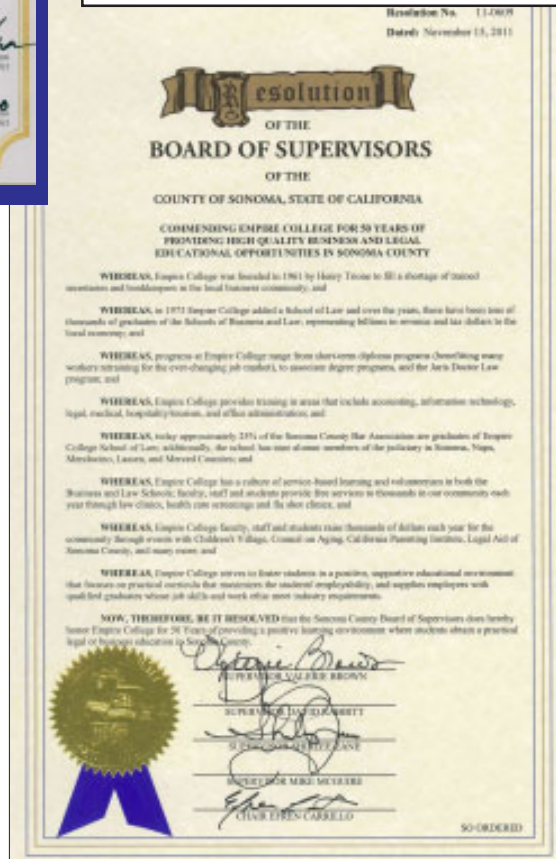 Resolution No. 11-0609
Dated: November 15, 2011
Resolution
OF THE
BOARD OF SUPERVISORS
OF THE
COUNTY OF SONOMA, STATE OF CALIFORNIA
COMMENDING EMPIRE COLLEGE FOR 50 YEARS OF
PROVIDING HIGH QUALITY BUSINESS AND LEGAL
EDUCATIONAL OPPORTUNITIES IN SONOMA COUNTY
WHEREAS, Empire College was founded in 1961 by Henry Trione to fill a shortage of trained
secretaries and bookkeepers in the local business community, and
WHEREAS, in 1973 Empire College added a School of Law and over the years, there have been tens of
thousands of graduates of the Schools of Business and Law, representing billions in revenue and tax dollars to the
local economy; and
WHEREAS, programs at Empire College range from short-term diploma programs (benefiting many
workers retraining for the ever-changing job market), to associate degree programs, and the Juris Doctor Law
program; and
WHEREAS, Empire College provides training in areas that include accounting, information technology,
legal, medical, hospitality/tourism, and office administration; and
WHEREAS, today approximately 25% of the Sonoma County Bar Association are graduates of Empire
College School of Law; additionally, the school has nine alumni members of the judiciary in Sonoma, Napa,
Mendocino, Lassen, and Merced Counties; and
WHEREAS, Empire College has a culture of service-based learning and volunteerism in both the
Business and Law Schools; faculty, staff and students provide free services to thousands in our community each
year through law clinics, health care screenings and flu shot clinics, and
WHEREAS, Empire College faculty, staff and students raise thousands of dollars each year for the
community through events with Children's Village, Council on Aging, California Parenting Institute, Legal Aid of
Sonoma County, and many more; and
WHEREAS, Empire College strives to foster students in a positive, supportive educational environment
that focuses on practical curricula that maximizes the students' employability, and supplies employers with
qualified graduates whose job skills and work ethic meet industry requirements.
NOW, THEREFORE, BE IT RESOLVED that the Sonoma County Board of Supervisors does hereby
honor Empire College for 50 Years of providing a positive learning environment where students obtain a practical
legal or business education in Sonoma County.
Valerie Brown
SUPERVISOR VALERIE BROWN
SUPERVISOR DAVID RABBITT
SUPERVISOR SHIRLEE ZANE
SUPERVISOR MIKE MCGUIRE
CHAIR EFREN CARRILLO
SO ORDERED